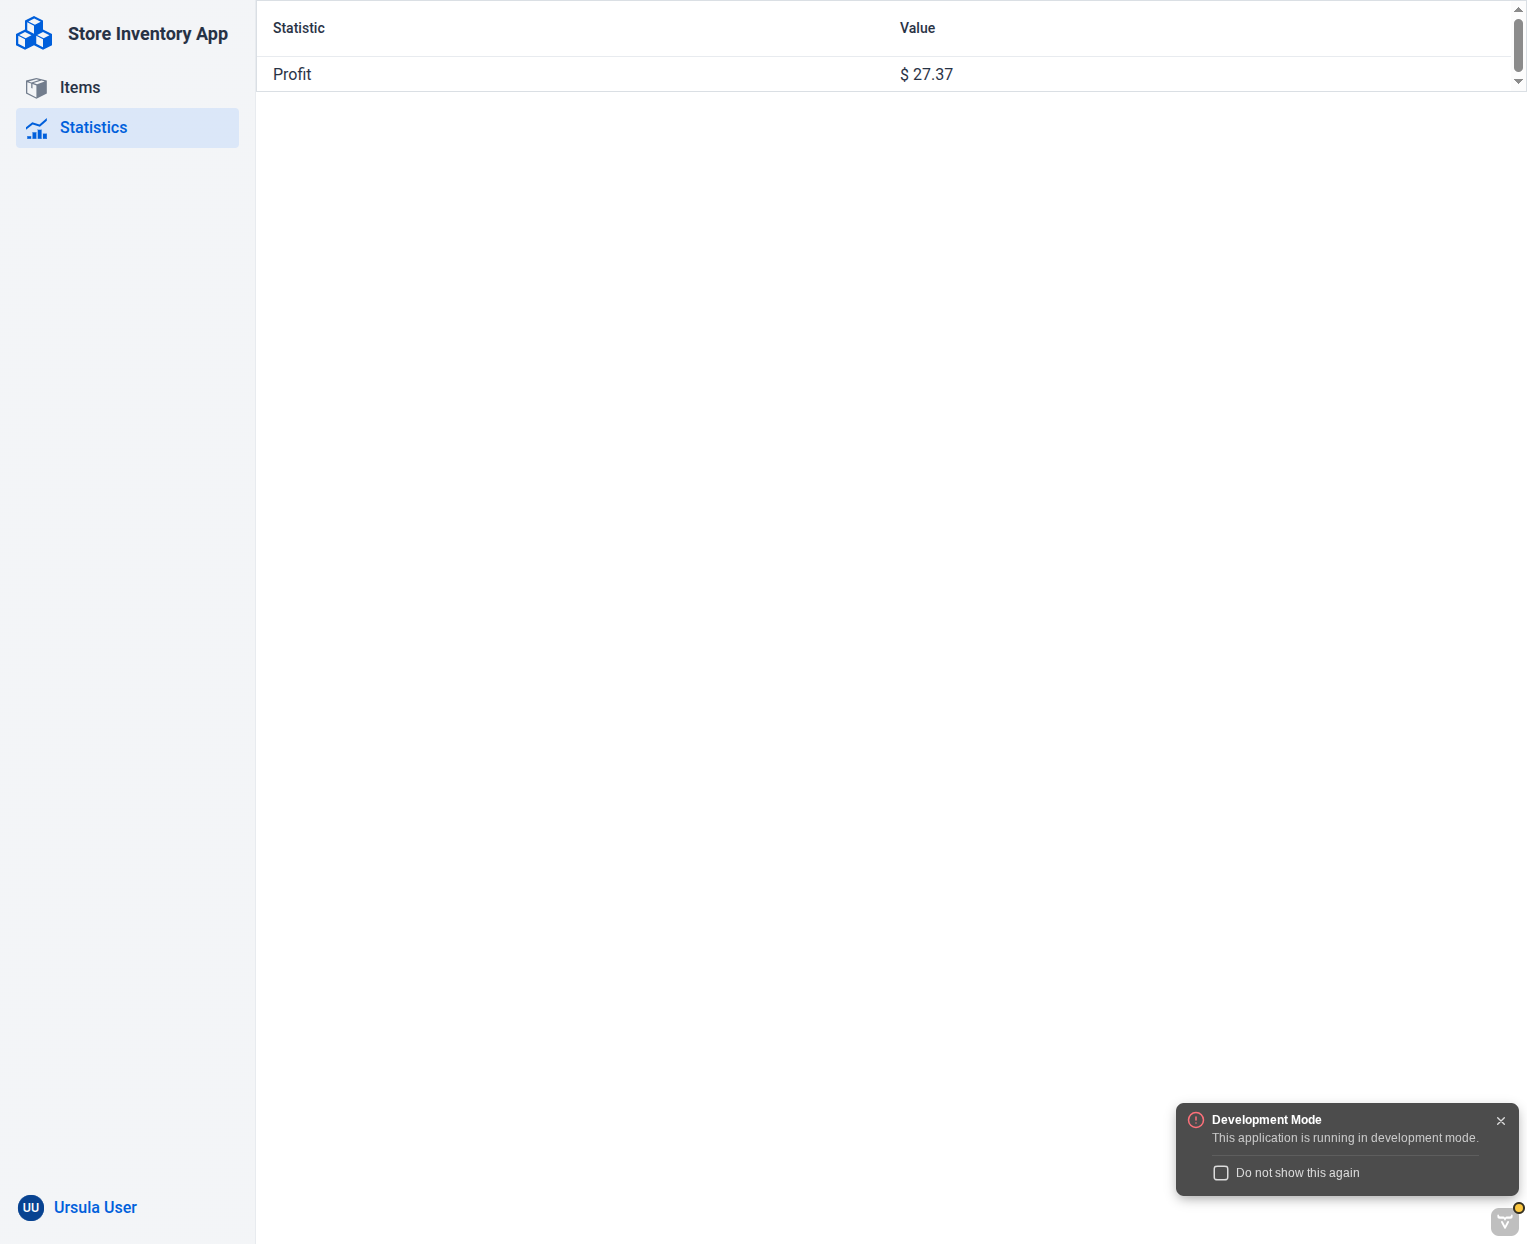 Store Inventory App
Items
Statistics
Statistic Value
Profit $ 27.37
Development Mode
This application is running in development mode.
Do not show this again
UU Ursula User